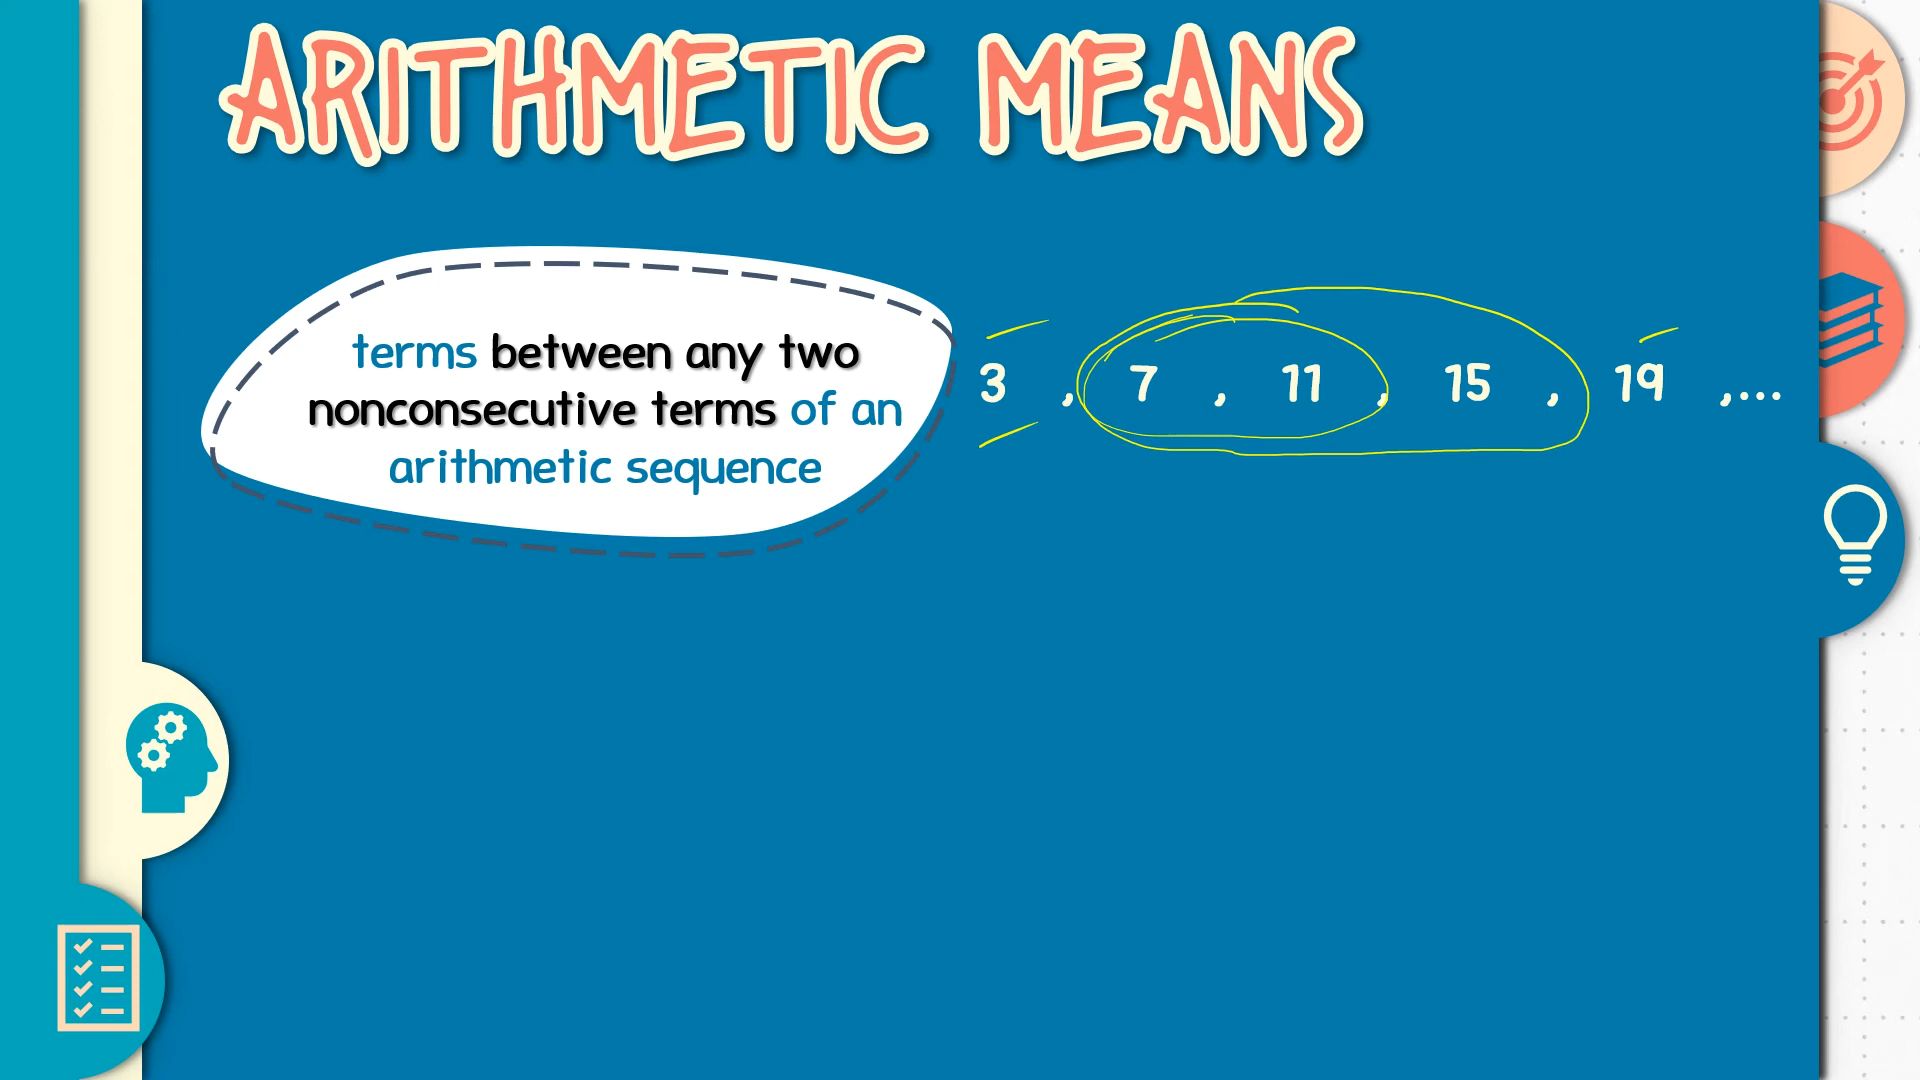 ARITHMETIC MEANS
terms between any two
nonconsecutive terms of an
arithmetic sequence
3 , 7 , 11 , 15 , 19 ,...